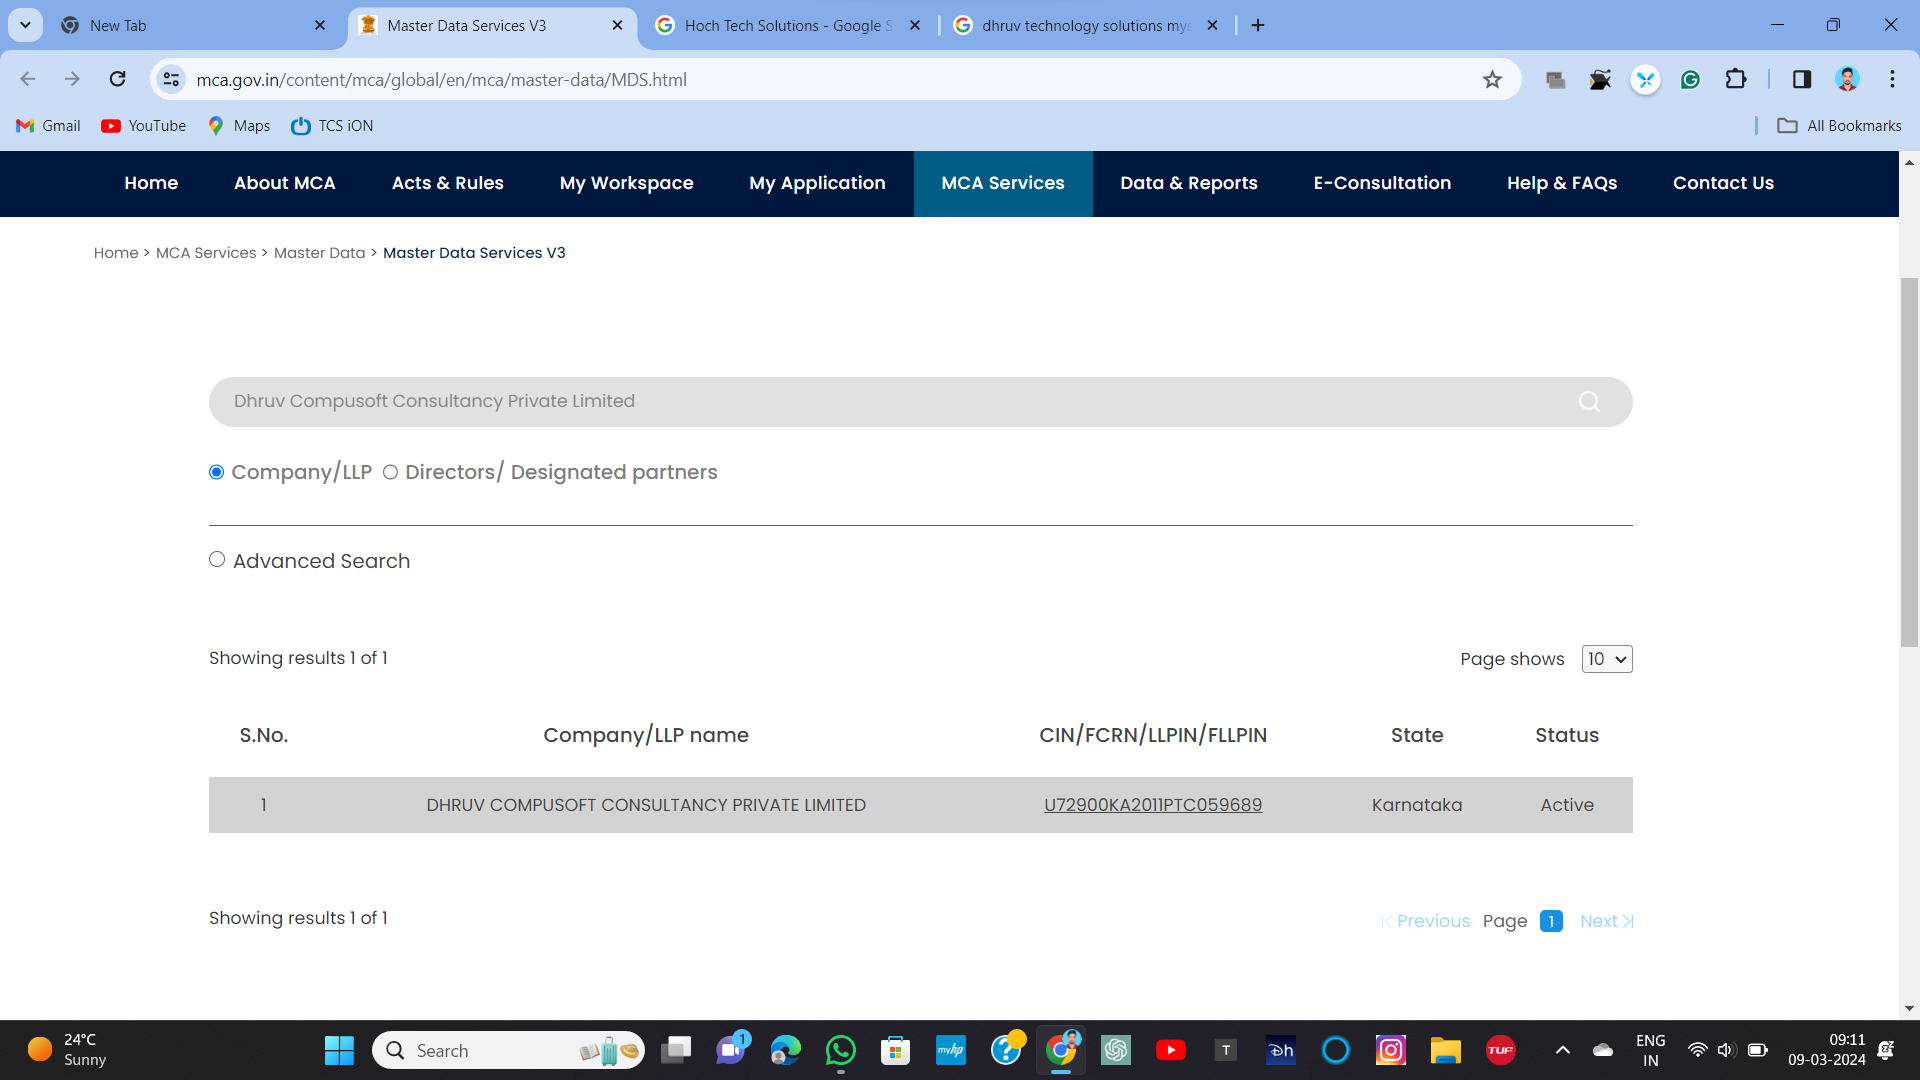 New Tab
Master Data Services V3
Hoch Tech Solutions - Google S
dhruv technology solutions mys
mca.gov.in/content/mca/global/en/mca/master-data/MDS.html
Gmail YouTube Maps TCS iON All Bookmarks
Home About MCA Acts & Rules My Workspace My Application MCA Services Data & Reports E-Consultation Help & FAQs Contact Us
Home > MCA Services > Master Data > Master Data Services V3
Dhruv Compusoft Consultancy Private Limited
Company/LLP Directors/ Designated partners
Advanced Search
Showing results 1 of 1 Page shows 10
S.No. Company/LLP name CIN/FCRN/LLPIN/FLLPIN State Status
1 DHRUV COMPUSOFT CONSULTANCY PRIVATE LIMITED U72900KA2011PTC059689 Karnataka Active
Showing results 1 of 1 Previous Page 1 Next
24°C
Sunny
Search
1
myhp
T
Dh
TUF
ENG
IN
09:11
09-03-2024